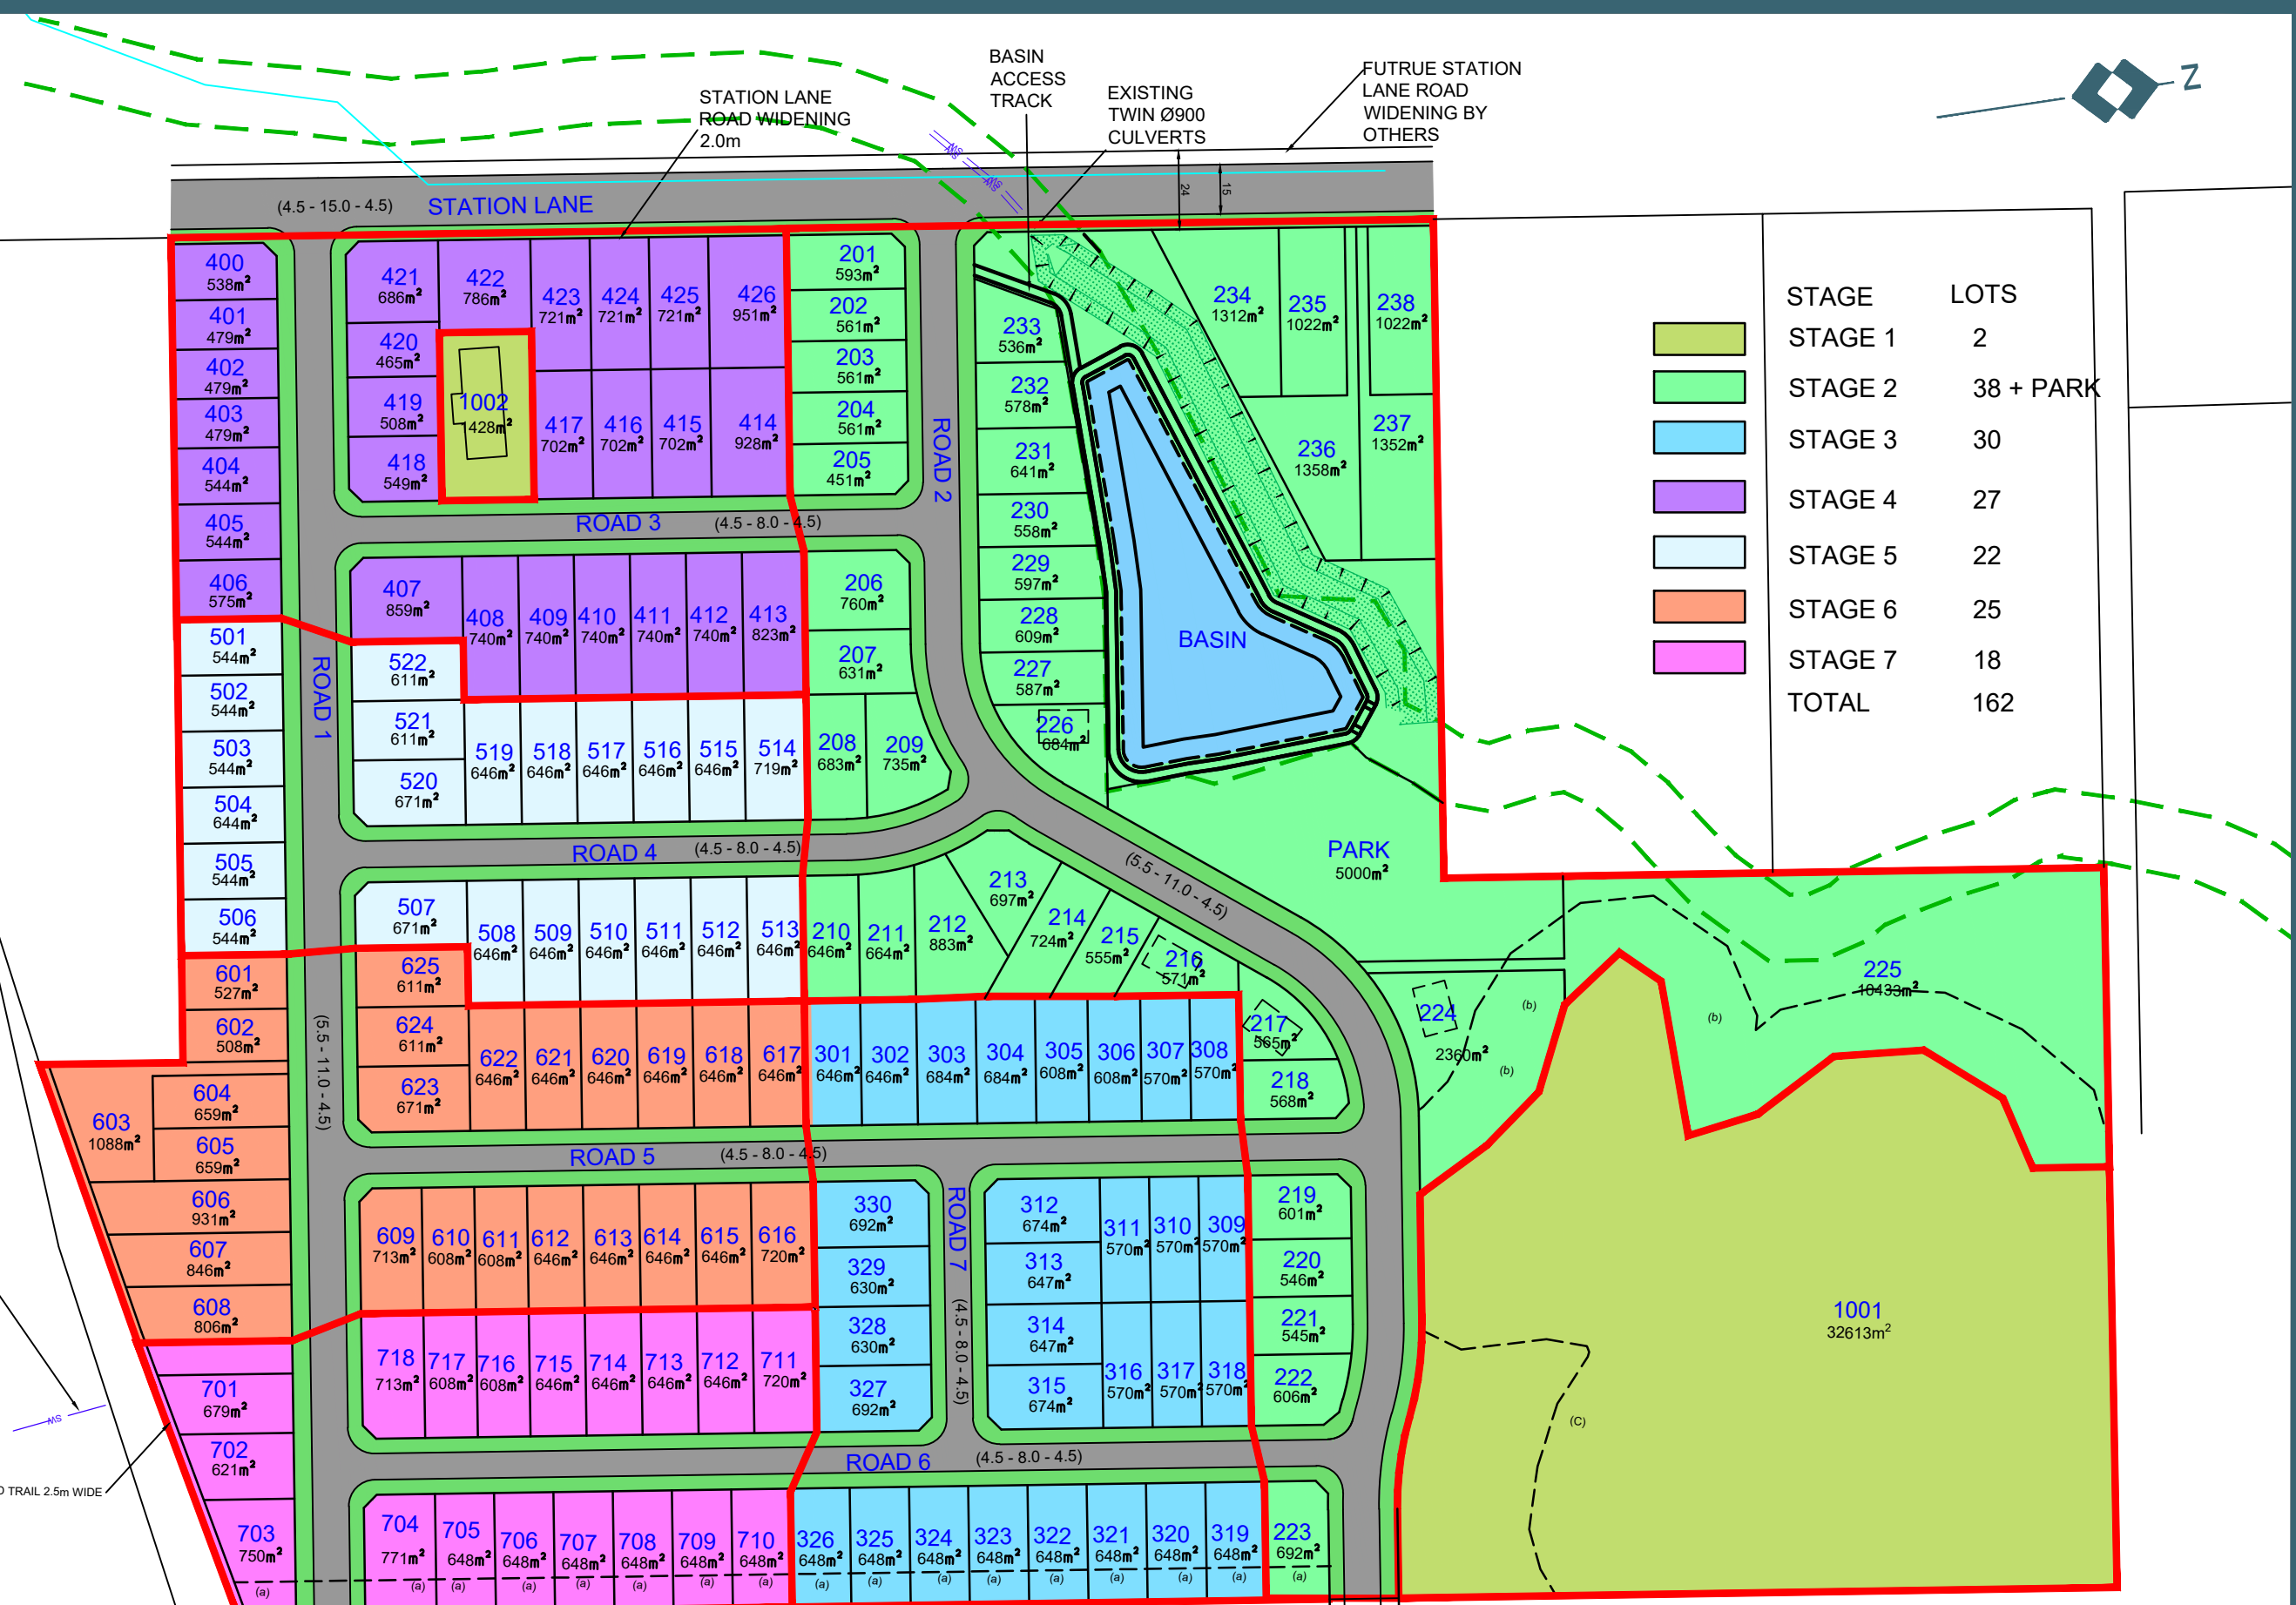 BASIN
ACCESS
TRACK
EXISTING
TWIN Ø900
CULVERTS
FUTRUE STATION
LANE ROAD
WIDENING BY
OTHERS
STATION LANE
ROAD WIDENING
2.0m
Z
SW
SW
SW
SW
24
15
(4.5 - 15.0 - 4.5)
STATION LANE
STAGE LOTS
STAGE 1 2
STAGE 2 38 + PARK
STAGE 3 30
STAGE 4 27
STAGE 5 22
STAGE 6 25
STAGE 7 18
TOTAL 162
400
538m²
401
479m²
402
479m²
403
479m²
404
544m²
405
544m²
406
575m²
421
686m²
422
786m²
423
721m²
424
721m²
425
721m²
426
951m²
420
465m²
419
508m²
418
549m²
1002
1428m²
417
702m²
416
702m²
415
702m²
414
928m²
201
593m²
202
561m²
203
561m²
204
561m²
205
451m²
ROAD 2
233
536m²
232
578m²
231
641m²
230
558m²
229
597m²
228
609m²
227
587m²
226
684m²
234
1312m²
235
1022m²
238
1022m²
236
1358m²
237
1352m²
BASIN
ROAD 3
(4.5 - 8.0 - 4.5)
407
859m²
408
740m²
409
740m²
410
740m²
411
740m²
412
740m²
413
823m²
206
760m²
207
631m²
208
683m²
209
735m²
501
544m²
502
544m²
503
544m²
504
644m²
505
544m²
506
544m²
ROAD 1
522
611m²
521
611m²
520
671m²
519
646m²
518
646m²
517
646m²
516
646m²
515
646m²
514
719m²
ROAD 4
(4.5 - 8.0 - 4.5)
(5.5 - 11.0 - 4.5)
PARK
5000m²
507
671m²
508
646m²
509
646m²
510
646m²
511
646m²
512
646m²
513
646m²
210
646m²
211
664m²
212
883m²
213
697m²
214
724m²
215
555m²
216
571m²
217
565m²
218
568m²
224
2360m²
(b)
(b)
(b)
225
10433m²
601
527m²
602
508m²
603
1088m²
604
659m²
605
659m²
606
931m²
607
846m²
608
806m²
(5.5 - 11.0 - 4.5)
625
611m²
624
611m²
623
671m²
622
646m²
621
646m²
620
646m²
619
646m²
618
646m²
617
646m²
301
646m²
302
646m²
303
684m²
304
684m²
305
608m²
306
608m²
307
570m²
308
570m²
ROAD 5
(4.5 - 8.0 - 4.5)
609
713m²
610
608m²
611
608m²
612
646m²
613
646m²
614
646m²
615
646m²
616
720m²
330
692m²
329
630m²
328
630m²
327
692m²
ROAD 7
(4.5 - 8.0 - 4.5)
312
674m²
313
647m²
314
647m²
315
674m²
311
570m²
310
570m²
309
570m²
316
570m²
317
570m²
318
570m²
219
601m²
220
546m²
221
545m²
222
606m²
1001
32613m²
(C)
718
713m²
717
608m²
716
608m²
715
646m²
714
646m²
713
646m²
712
646m²
711
720m²
701
679m²
702
621m²
703
750m²
(a)
SW
TRAIL 2.5m WIDE
ROAD 6
(4.5 - 8.0 - 4.5)
704
771m²
(a)
705
648m²
(a)
706
648m²
(a)
707
648m²
(a)
708
648m²
(a)
709
648m²
(a)
710
648m²
(a)
326
648m²
(a)
325
648m²
(a)
324
648m²
(a)
323
648m²
(a)
322
648m²
(a)
321
648m²
(a)
320
648m²
(a)
319
648m²
(a)
223
692m²
(a)